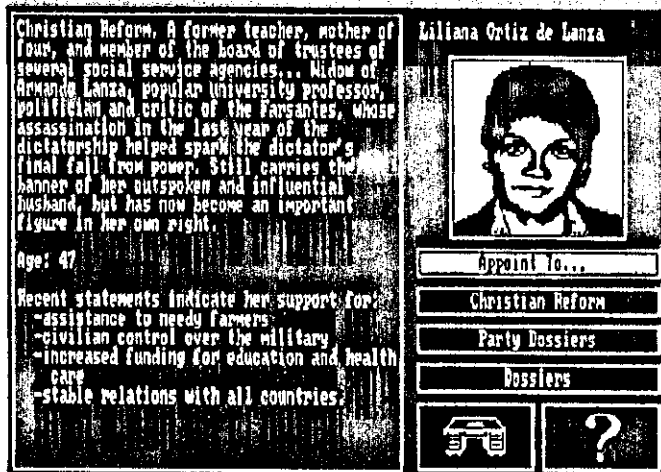 Christian Reform. A former teacher, mother of
four, and member of the board of trustees of
several social service agencies... Widow of
Armando Lanza, popular university professor,
politician and critic of the Farsantes, whose
assassination in the last year of the
dictatorship helped spark the dictator's
final fall from power. Still carries the
banner of her outspoken and influential
husband, but has now become an important
figure in her own right.
Age: 47
Recent statements indicate her support for:
-assistance to needy farmers
-civilian control over the military
-increased funding for education and health
care
-stable relations with all countries.
Liliana Ortiz de Lanza
Appoint To...
Christian Reform
Party Dossiers
Dossiers
?